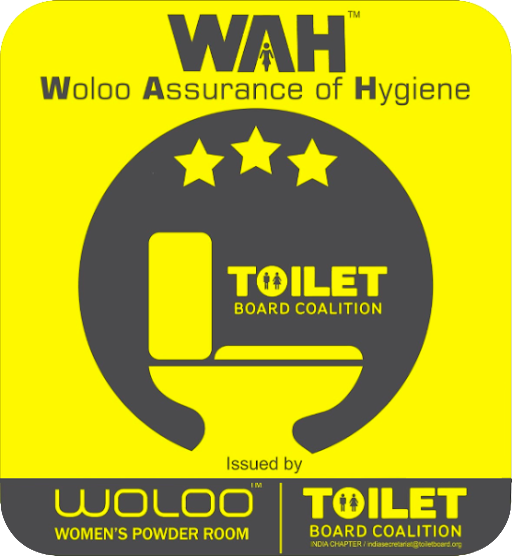 WAH™
Woloo Assurance of Hygiene
TOILET
BOARD COALITION
Issued by
WOLOO™
WOMEN'S POWDER ROOM
TOILET
BOARD COALITION
INDIA CHAPTER / indiasecretariat@toiletboard.org